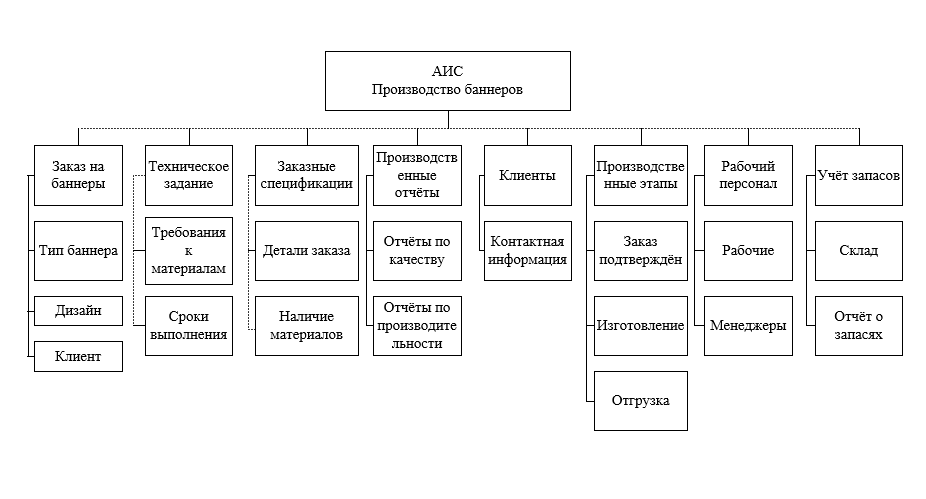 АИС
Производство баннеров
Заказ на
баннеры
Техническое
задание
Заказные
спецификации
Производств
енные
отчёты
Клиенты
Производстве
нные этапы
Рабочий
персонал
Учёт запасов
Тип баннера
Требования
к
материалам
Детали заказа
Отчёты по
качеству
Контактная
информация
Заказ
подтверждён
Рабочие
Склад
Дизайн
Сроки
выполнения
Наличие
материалов
Отчёты по
производите
льности
Изготовление
Менеджеры
Отчёт о
запасях
Клиент
Отгрузка